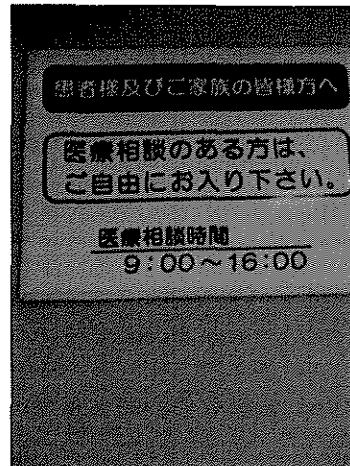 患者様及びご家族の皆様方へ
医療相談のある方は、
ご自由にお入り下さい。
医療相談時間
9:00〜16:00